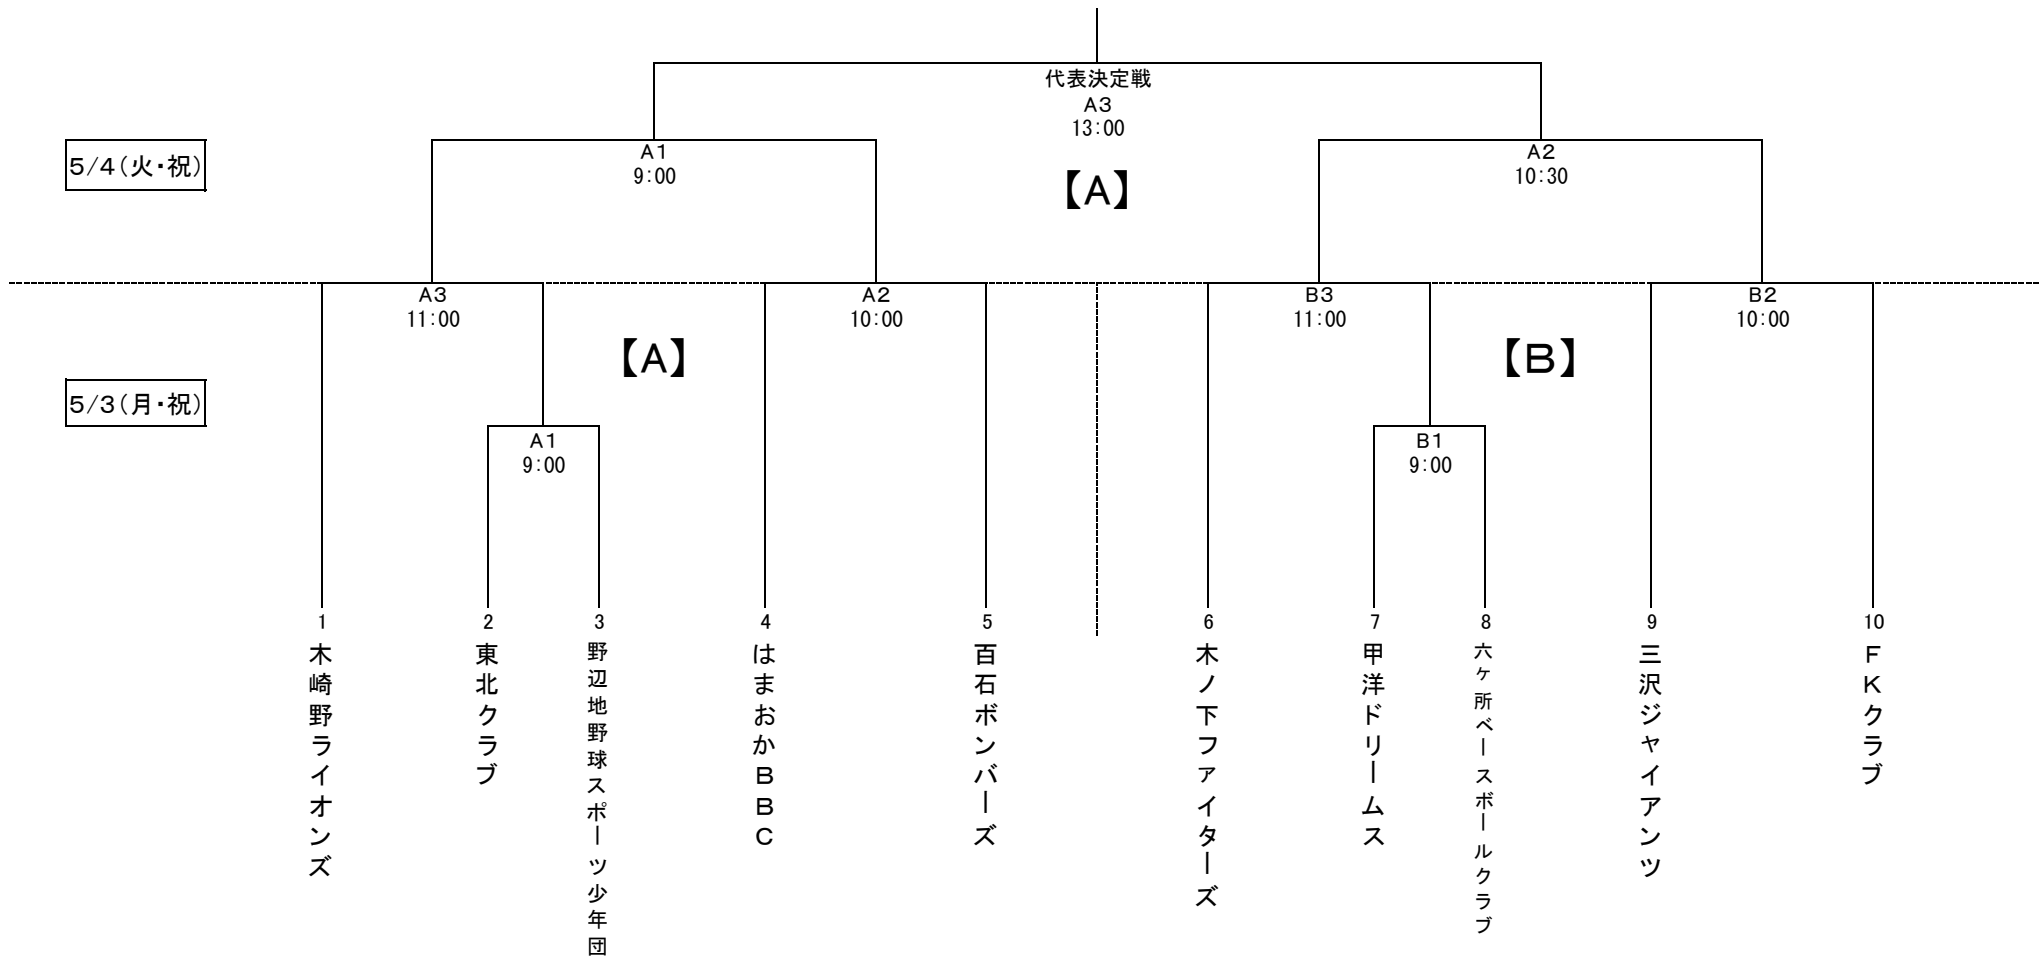 代表決定戦
A3
13:00
5/4(火・祝)
A1
9:00
【A】
A2
10:30
A3
11:00
A2
10:00
B3
11:00
B2
10:00
【A】
【B】
5/3(月・祝)
A1
9:00
B1
9:00
1
木崎野ライオンズ
2
東北クラブ
3
野辺地野球スポーツ少年団
4
はまおかBBC
5
百石ボンバーズ
6
木ノ下ファイターズ
7
甲洋ドリームス
8
六ヶ所ベースボールクラブ
9
三沢ジャイアンツ
10
FKクラブ